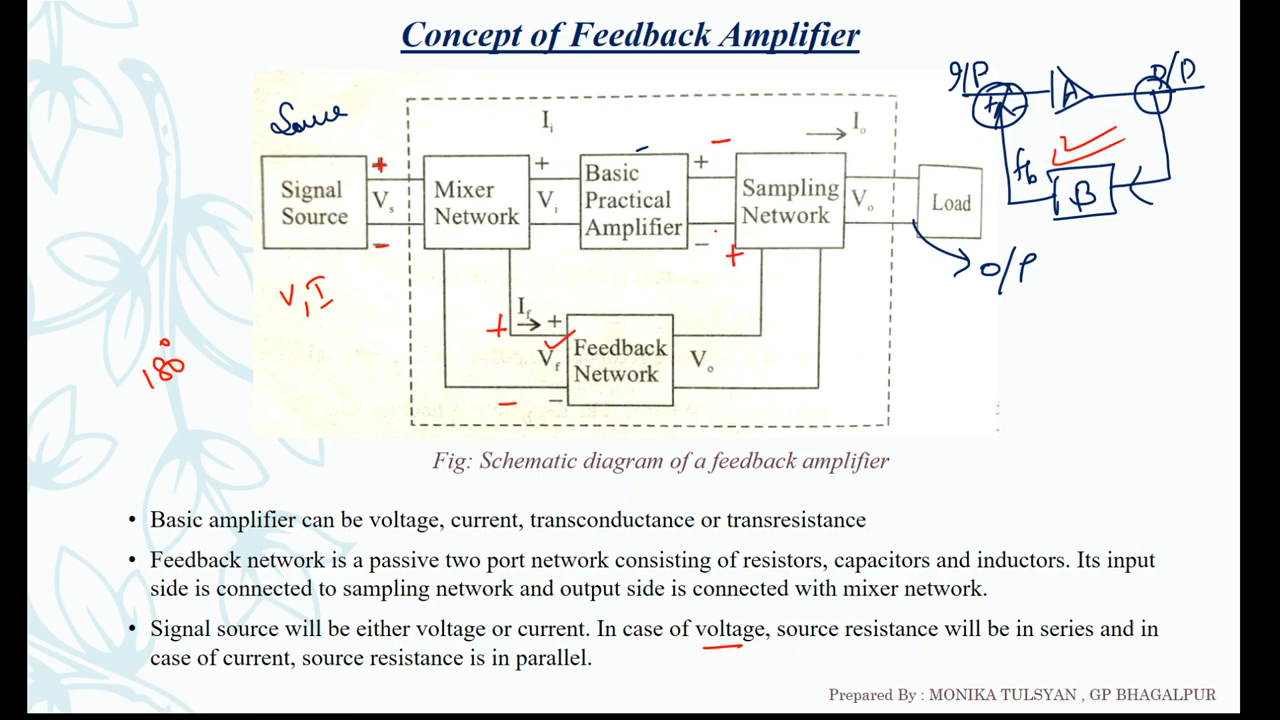 Concept of Feedback Amplifier
I/P
O/P
A
fb
β
Source
I_i
I_o
+
-
-
Signal
Source
+
V_s
-
Mixer
Network
+
V_i
Basic
Practical
Amplifier
+
-
+
Sampling
Network
V_o
Load
O/P
V, I
180°
I_f
+
+
V_f
-
-
Feedback
Network
V_o
Fig: Schematic diagram of a feedback amplifier
• Basic amplifier can be voltage, current, transconductance or transresistance
• Feedback network is a passive two port network consisting of resistors, capacitors and inductors. Its input
side is connected to sampling network and output side is connected with mixer network.
• Signal source will be either voltage or current. In case of voltage, source resistance will be in series and in
case of current, source resistance is in parallel.
Prepared By : MONIKA TULSYAN , GP BHAGALPUR